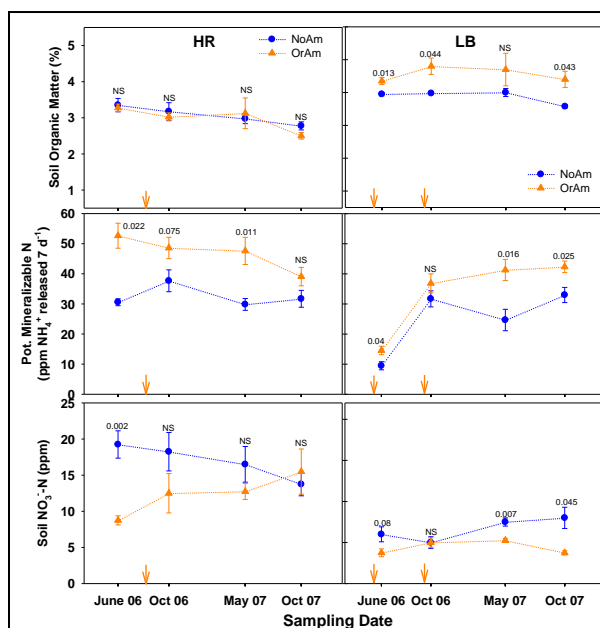 HR
NoAm
OrAm
LB
NoAm
OrAm
Soil Organic Matter (%)
6
5
4
3
2
1
NS
NS
NS
NS
0.013
0.044
NS
0.043
Pot. Mineralizable N
(ppm NH₄⁺ released 7 d⁻¹)
60
50
40
30
20
10
0
0.022
0.075
0.011
NS
0.04
NS
0.016
0.025
Soil NO₃⁻-N (ppm)
25
20
15
10
5
0
0.002
NS
NS
NS
0.08
NS
0.007
0.045
June 06 Oct 06 May 07 Oct 07
June 06 Oct 06 May 07 Oct 07
Sampling Date